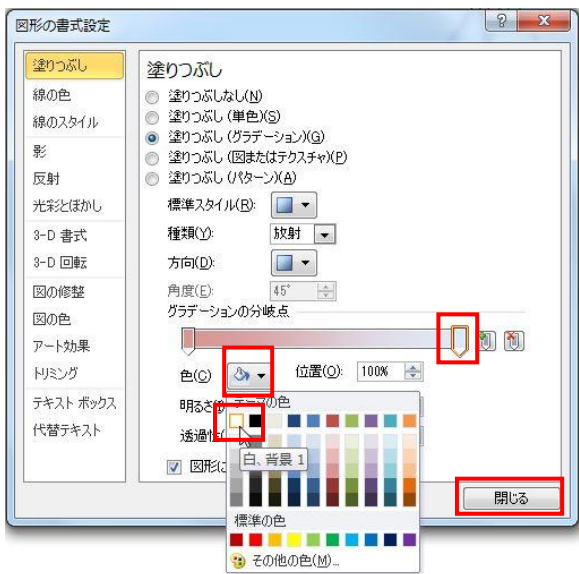 図形の書式設定
塗りつぶし
線の色
線のスタイル
影
反射
光彩とぼかし
3-D 書式
3-D 回転
図の修整
図の色
アート効果
トリミング
テキスト ボックス
代替テキスト
塗りつぶし
塗りつぶしなし(N)
塗りつぶし (単色)(S)
塗りつぶし (グラデーション)(G)
塗りつぶし (図またはテクスチャ)(P)
塗りつぶし (パターン)(A)
標準スタイル(R):
種類(Y): 放射
方向(D):
角度(E): 45°
グラデーションの分岐点
色(C) 位置(O): 100%
明るさ
テーマの色
透過性(
白、背景 1
図形に
標準の色
その他の色(M)...
閉じる